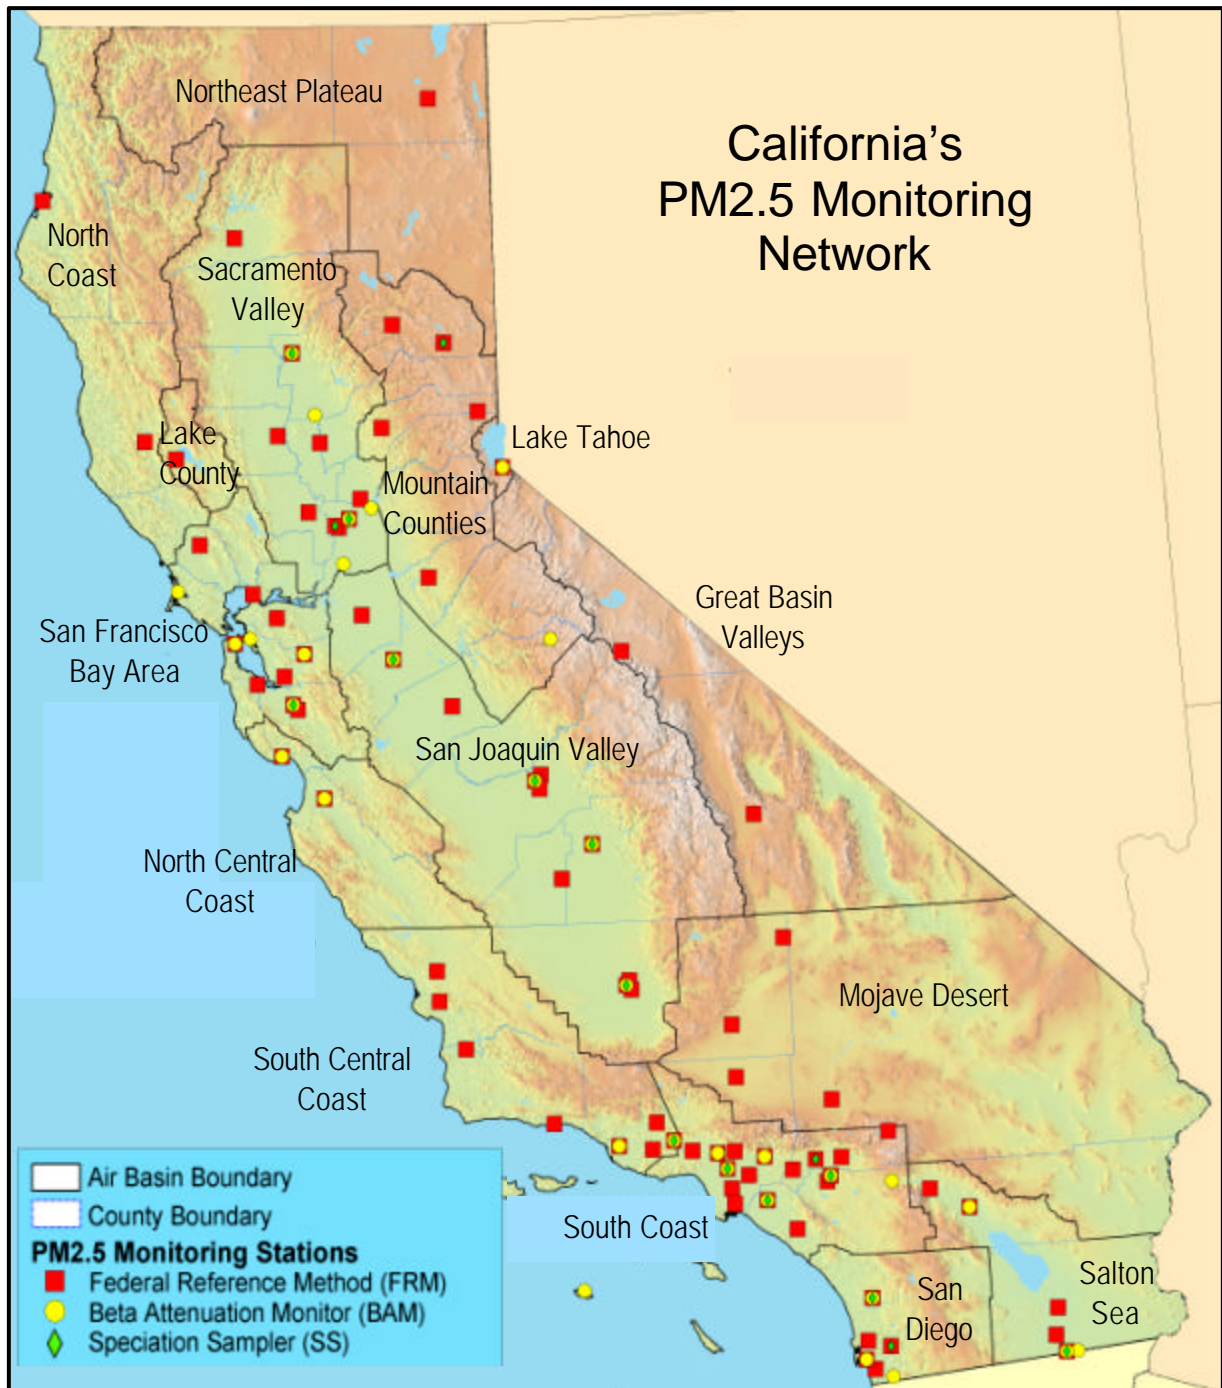 California's
PM2.5 Monitoring
Network
Northeast Plateau
North
Coast
Sacramento
Valley
Lake
County
Lake Tahoe
Mountain
Counties
San Francisco
Bay Area
Great Basin
Valleys
San Joaquin Valley
North Central
Coast
Mojave Desert
South Central
Coast
South Coast
San
Diego
Salton
Sea
Air Basin Boundary
County Boundary
PM2.5 Monitoring Stations
Federal Reference Method (FRM)
Beta Attenuation Monitor (BAM)
Speciation Sampler (SS)